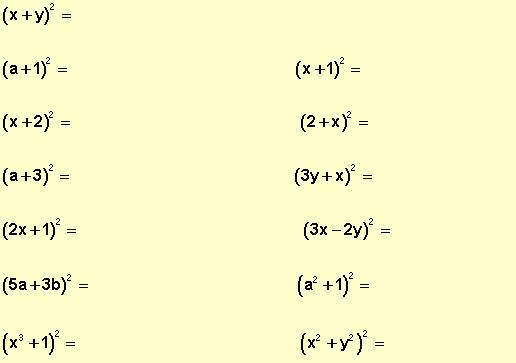 (x+y)² =
(a+1)² = (x+1)² =
(x+2)² = (2+x)² =
(a+3)² = (3y+x)² =
(2x+1)² = (3x−2y)² =
(5a+3b)² = (a²+1)² =
(x³+1)² = (x²+y²)² =